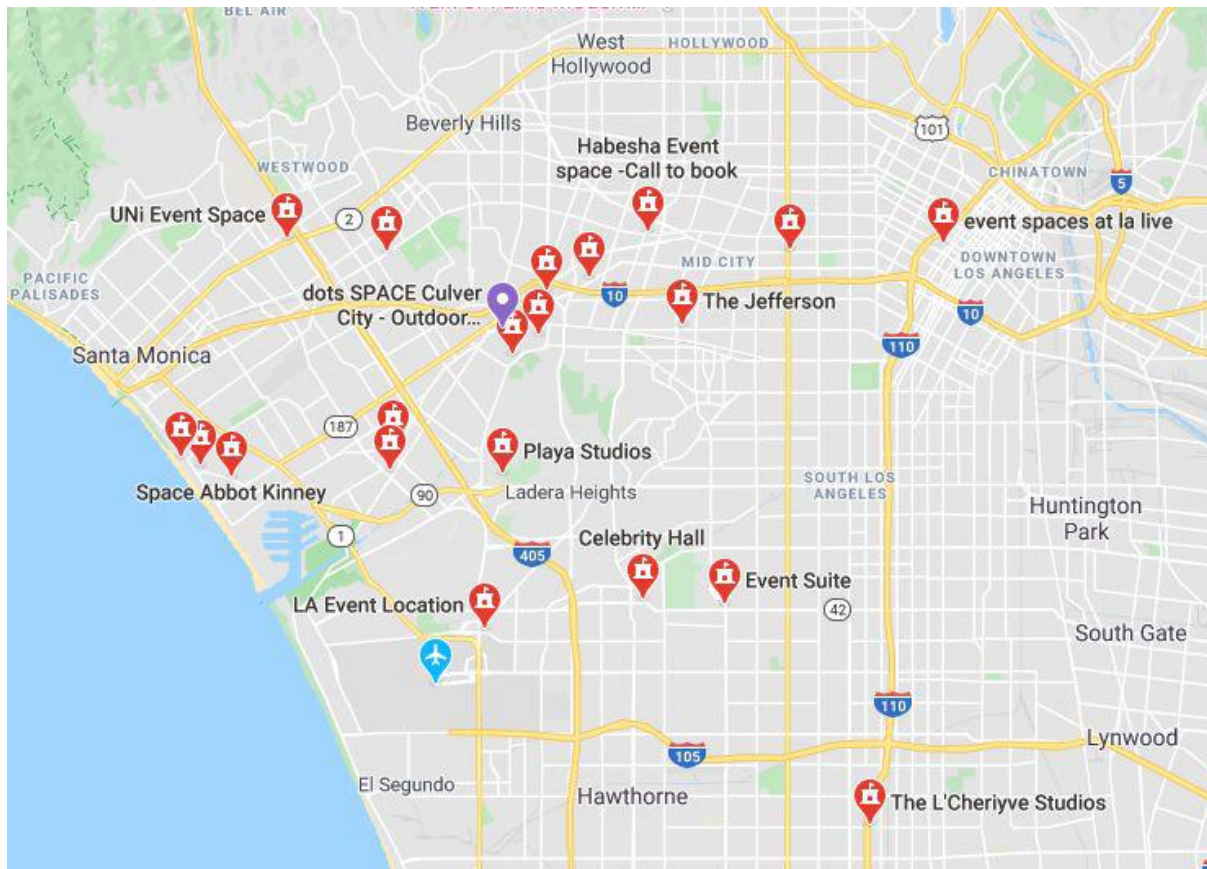 BEL AIR
West
Hollywood
HOLLYWOOD
Beverly Hills
101
WESTWOOD
Habesha Event
space -Call to book
CHINATOWN
5
UNi Event Space
2
event spaces at la live
PACIFIC
PALISADES
MID CITY
DOWNTOWN
LOS ANGELES
dots SPACE Culver
City - Outdoor...
10
The Jefferson
10
Santa Monica
110
187
Playa Studios
Space Abbot Kinney
90
Ladera Heights
SOUTH LOS
ANGELES
Huntington
Park
1
405
Celebrity Hall
LA Event Location
Event Suite
42
South Gate
110
105
Lynwood
El Segundo
Hawthorne
The L'Cheriyve Studios